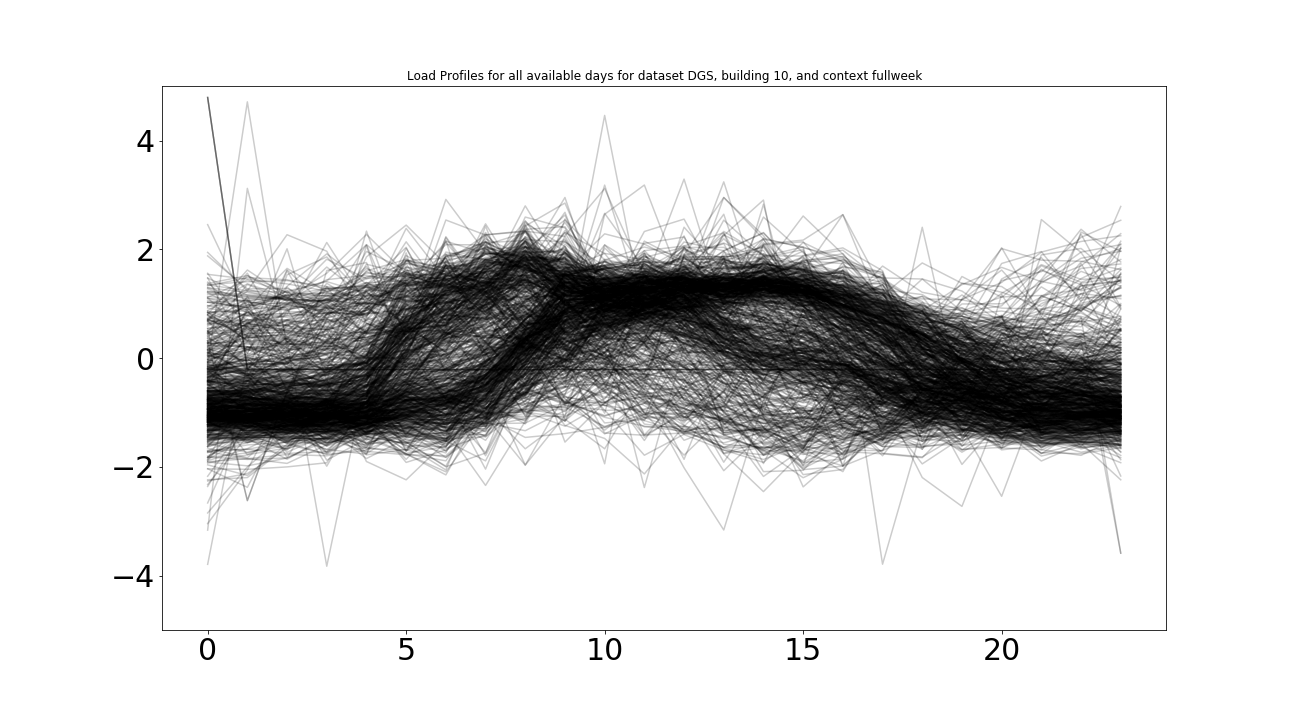 Load Profiles for all available days for dataset DGS, building 10, and context fullweek
4
2
0
−2
−4
0 5 10 15 20